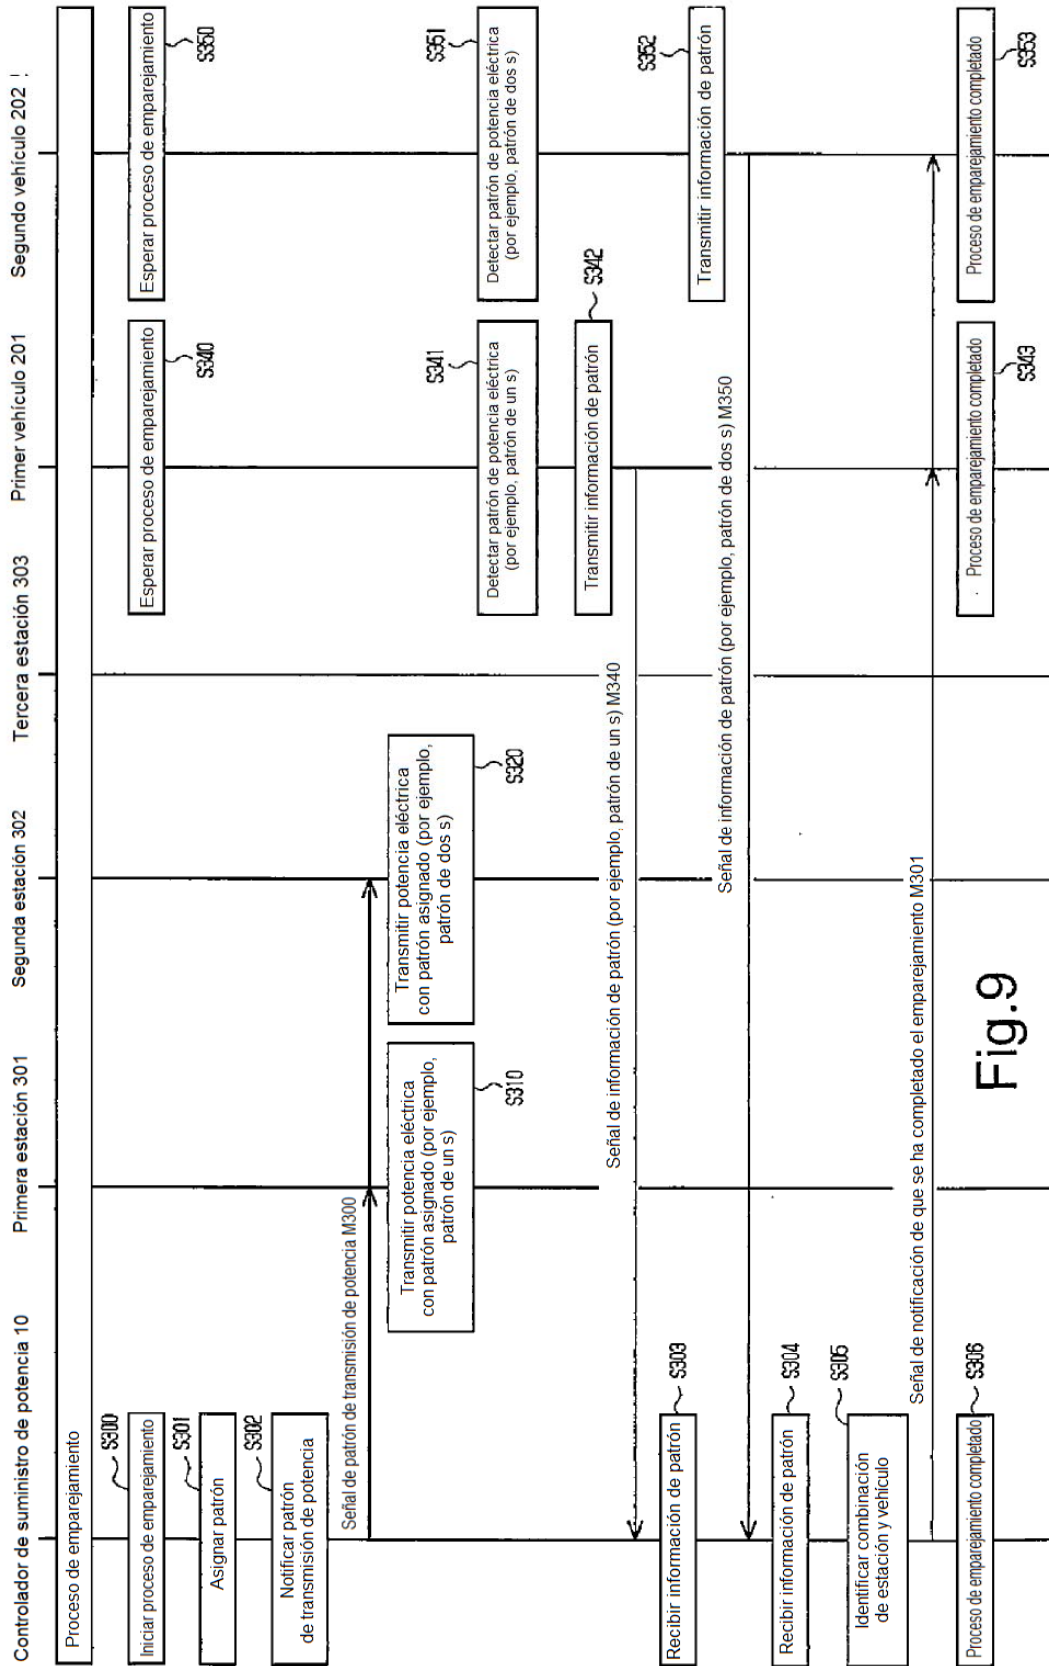 Controlador de suministro de potencia 10
Primera estación 301
Segunda estación 302
Tercera estación 303
Primer vehículo 201
Segundo vehículo 202
Proceso de emparejamiento
Iniciar proceso de emparejamiento
S300
Esperar proceso de emparejamiento
S340
Esperar proceso de emparejamiento
S350
Asignar patrón
S301
Notificar patrón
de transmisión de potencia
S302
Señal de patrón de transmisión de potencia M300
Transmitir potencia eléctrica
con patrón asignado (por ejemplo,
patrón de un s)
S310
Transmitir potencia eléctrica
con patrón asignado (por ejemplo,
patrón de dos s)
S320
Detectar patrón de potencia eléctrica
(por ejemplo, patrón de un s)
S341
Detectar patrón de potencia eléctrica
(por ejemplo, patrón de dos s)
S351
Transmitir información de patrón
S342
Señal de información de patrón (por ejemplo, patrón de un s) M340
Recibir información de patrón
S303
Transmitir información de patrón
S352
Señal de información de patrón (por ejemplo, patrón de dos s) M350
Recibir información de patrón
S304
Identificar combinación
de estación y vehículo
S305
Señal de notificación de que se ha completado el emparejamiento M301
Proceso de emparejamiento completado
S306
Proceso de emparejamiento completado
S343
Proceso de emparejamiento completado
S353
Fig.9